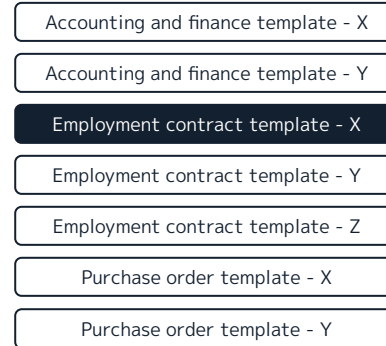 Accounting and finance template - X
Accounting and finance template - Y
Employment contract template - X
Employment contract template - Y
Employment contract template - Z
Purchase order template - X
Purchase order template - Y